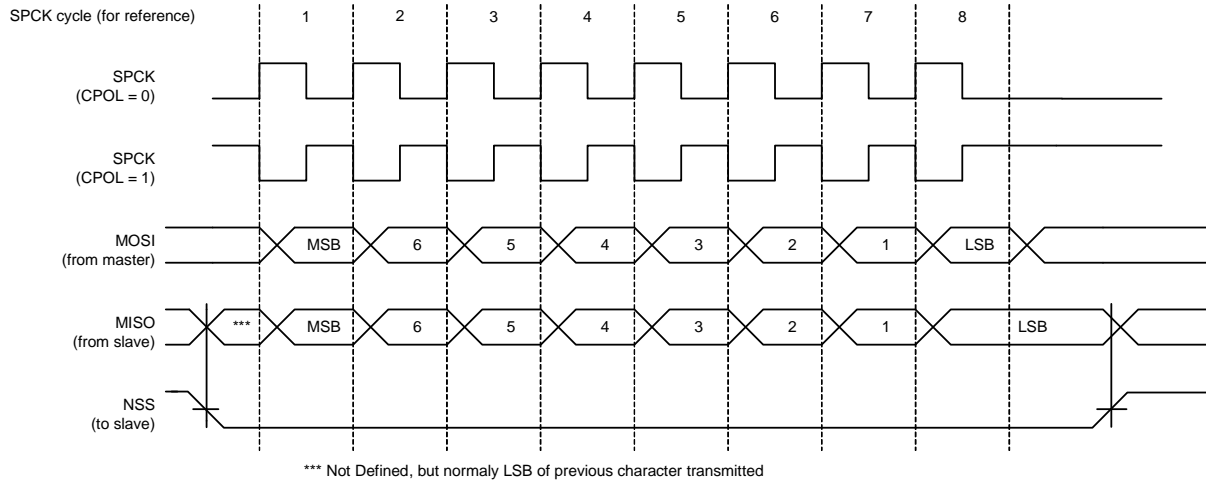 SPCK cycle (for reference) 1 2 3 4 5 6 7 8
SPCK
(CPOL = 0)
SPCK
(CPOL = 1)
MOSI
(from master)
MSB 6 5 4 3 2 1 LSB
MISO
(from slave)
*** MSB 6 5 4 3 2 1 LSB
NSS
(to slave)
*** Not Defined, but normaly LSB of previous character transmitted